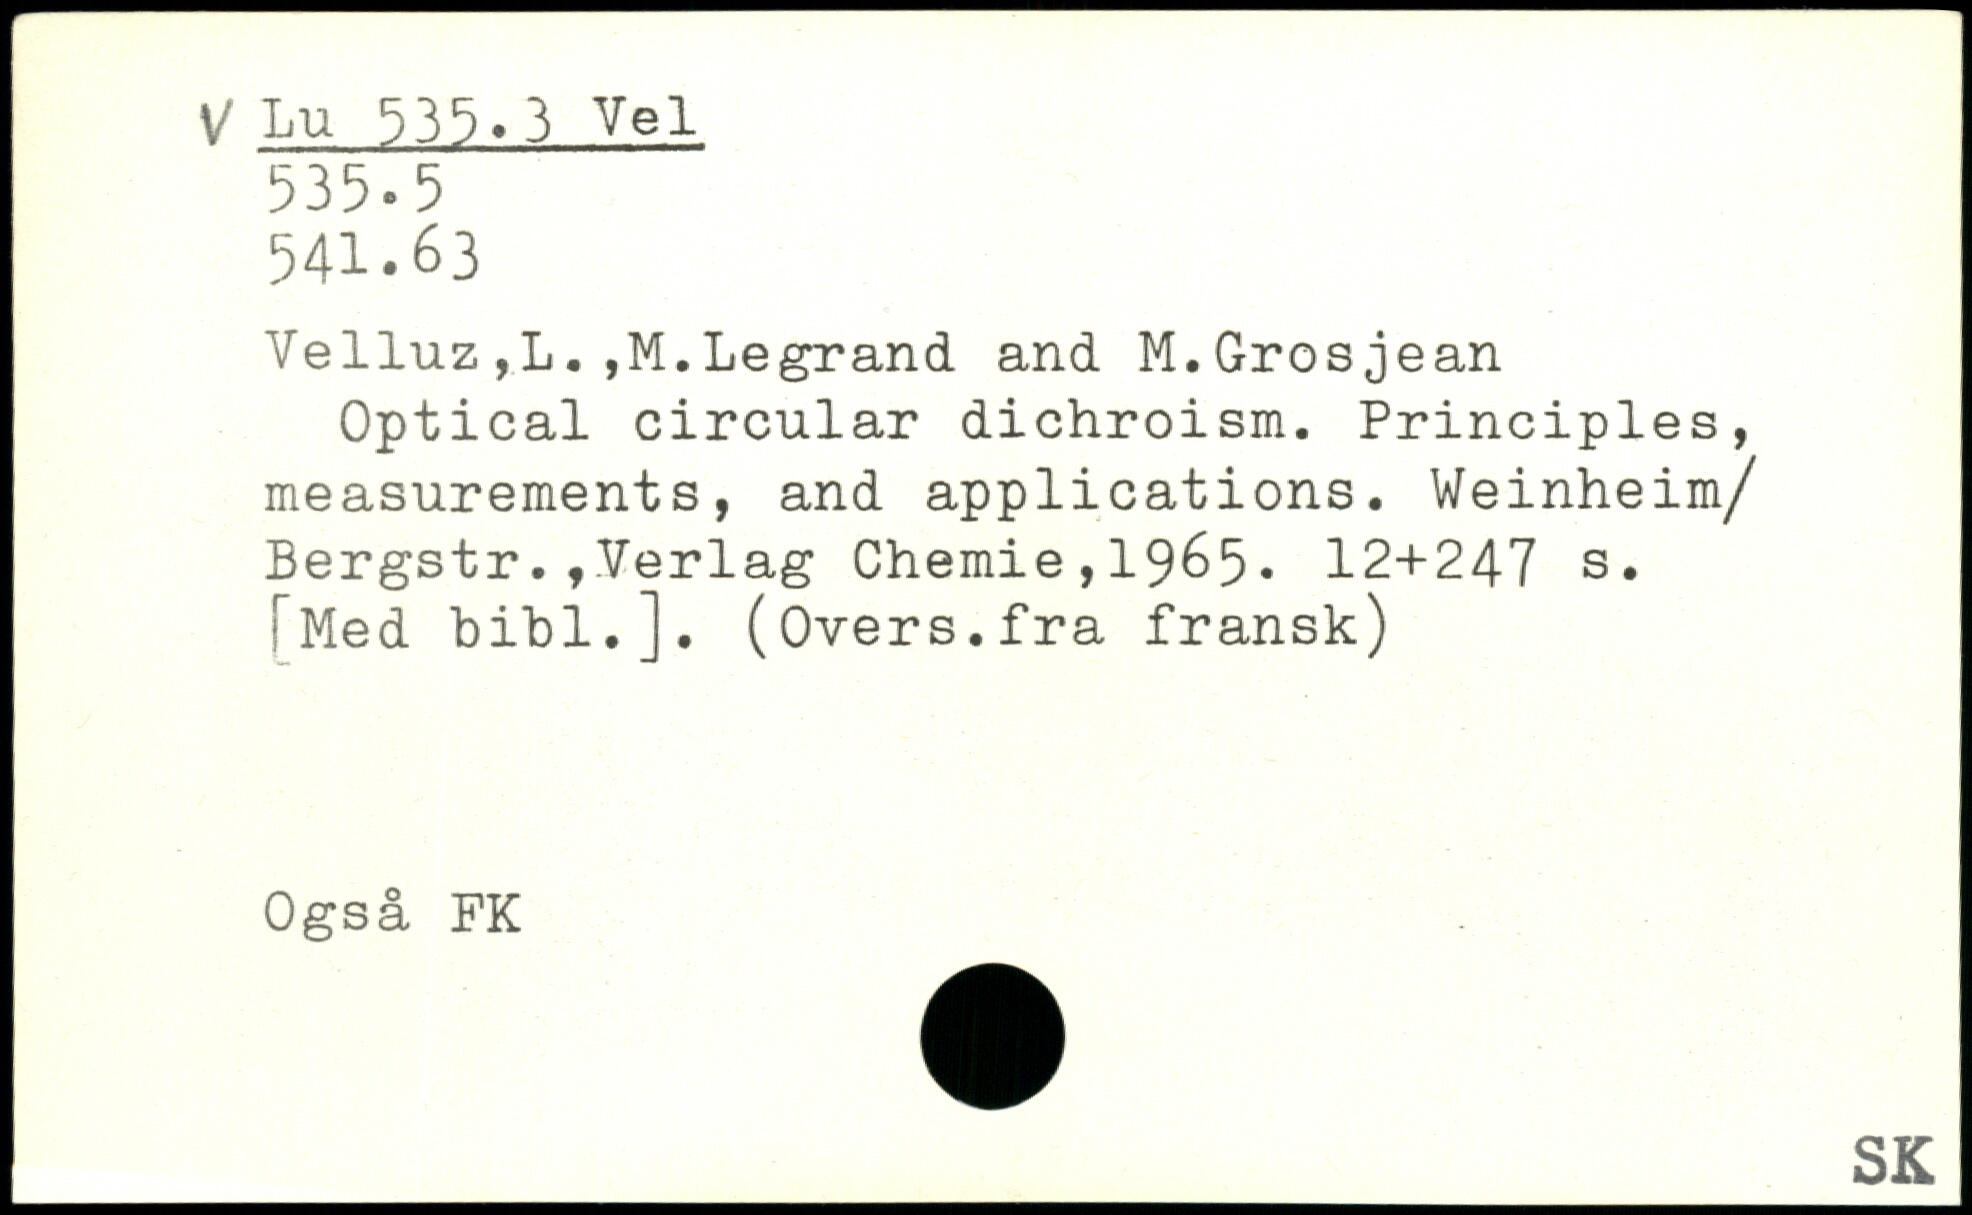 V Lu 535.3 Vel
535.5
541.63
Velluz,L.,M.Legrand and M.Grosjean
Optical circular dichroism. Principles,
measurements, and applications. Weinheim/
Bergstr.,Verlag Chemie,1965. 12+247 s.
[Med bibl.]. (Overs.fra fransk)
Også FK
SK